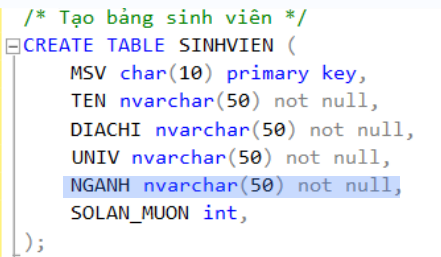 /* Tạo bảng sinh viên */
CREATE TABLE SINHVIEN (
MSV char(10) primary key,
TEN nvarchar(50) not null,
DIACHI nvarchar(50) not null,
UNIV nvarchar(50) not null,
NGANH nvarchar(50) not null,
SOLAN_MUON int,
);